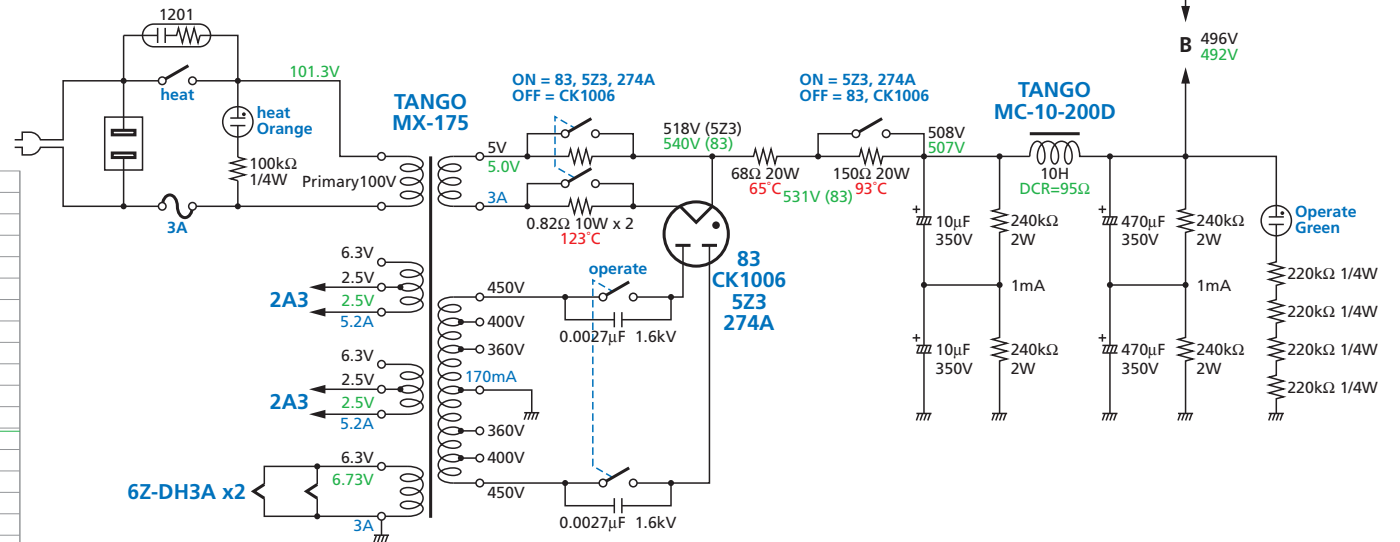 1201
heat
101.3V
heat
Orange
100kΩ
1/4W
3A
Primary100V
TANGO
MX-175
ON = 83, 5Z3, 274A
OFF = CK1006
5V
5.0V
3A
0.82Ω 10W x 2
123°C
518V (5Z3)
540V (83)
68Ω 20W
65°C
531V (83)
ON = 5Z3, 274A
OFF = 83, CK1006
150Ω 20W
93°C
508V
507V
TANGO
MC-10-200D
10H
DCR=95Ω
B
496V
492V
+
10µF
350V
240kΩ
2W
+
470µF
350V
240kΩ
2W
Operate
Green
1mA
1mA
220kΩ 1/4W
220kΩ 1/4W
220kΩ 1/4W
220kΩ 1/4W
+
10µF
350V
240kΩ
2W
+
470µF
350V
240kΩ
2W
83
CK1006
5Z3
274A
6.3V
2.5V
2A3
2.5V
5.2A
6.3V
2.5V
2A3
2.5V
5.2A
6.3V
6.73V
6Z-DH3A x2
3A
operate
450V
400V
0.0027µF 1.6kV
360V
170mA
360V
400V
450V
0.0027µF 1.6kV